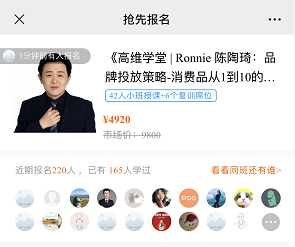 抢先报名
3分钟前有人报名
《高维学堂 | Ronnie 陈陶琦：品
牌投放策略-消费品从1到10的…
42人小班授课+6个复训席位
¥4920
市场价：9800
近期报名220人，已有 165人学过
看看同班还有谁>
PGG